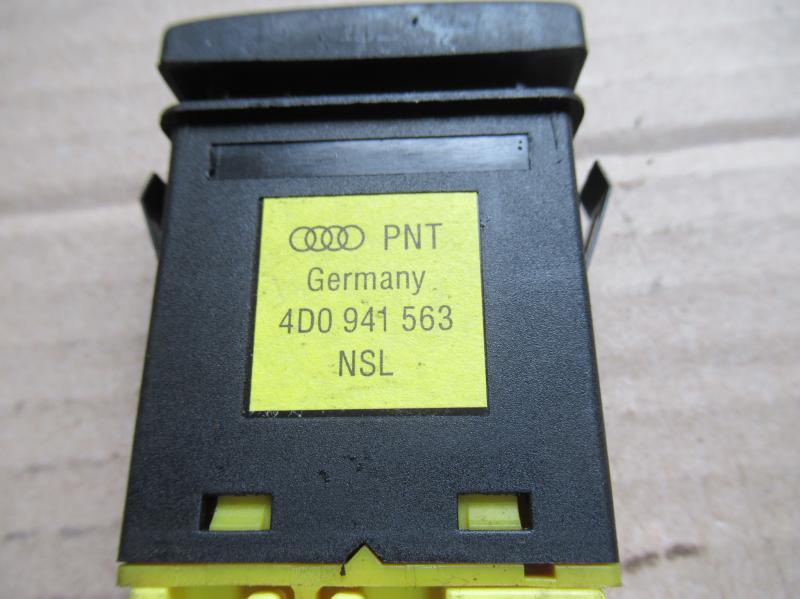 PNT
Germany
4D0 941 563
NSL